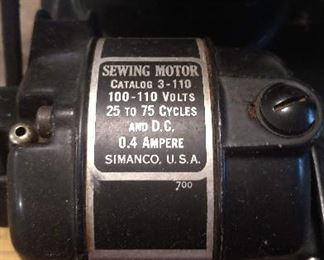 SEWING MOTOR
CATALOG 3-110
100-110 VOLTS
25 TO 75 CYCLES
AND D.C.
0.4 AMPERE
SIMANCO, U.S.A.
700